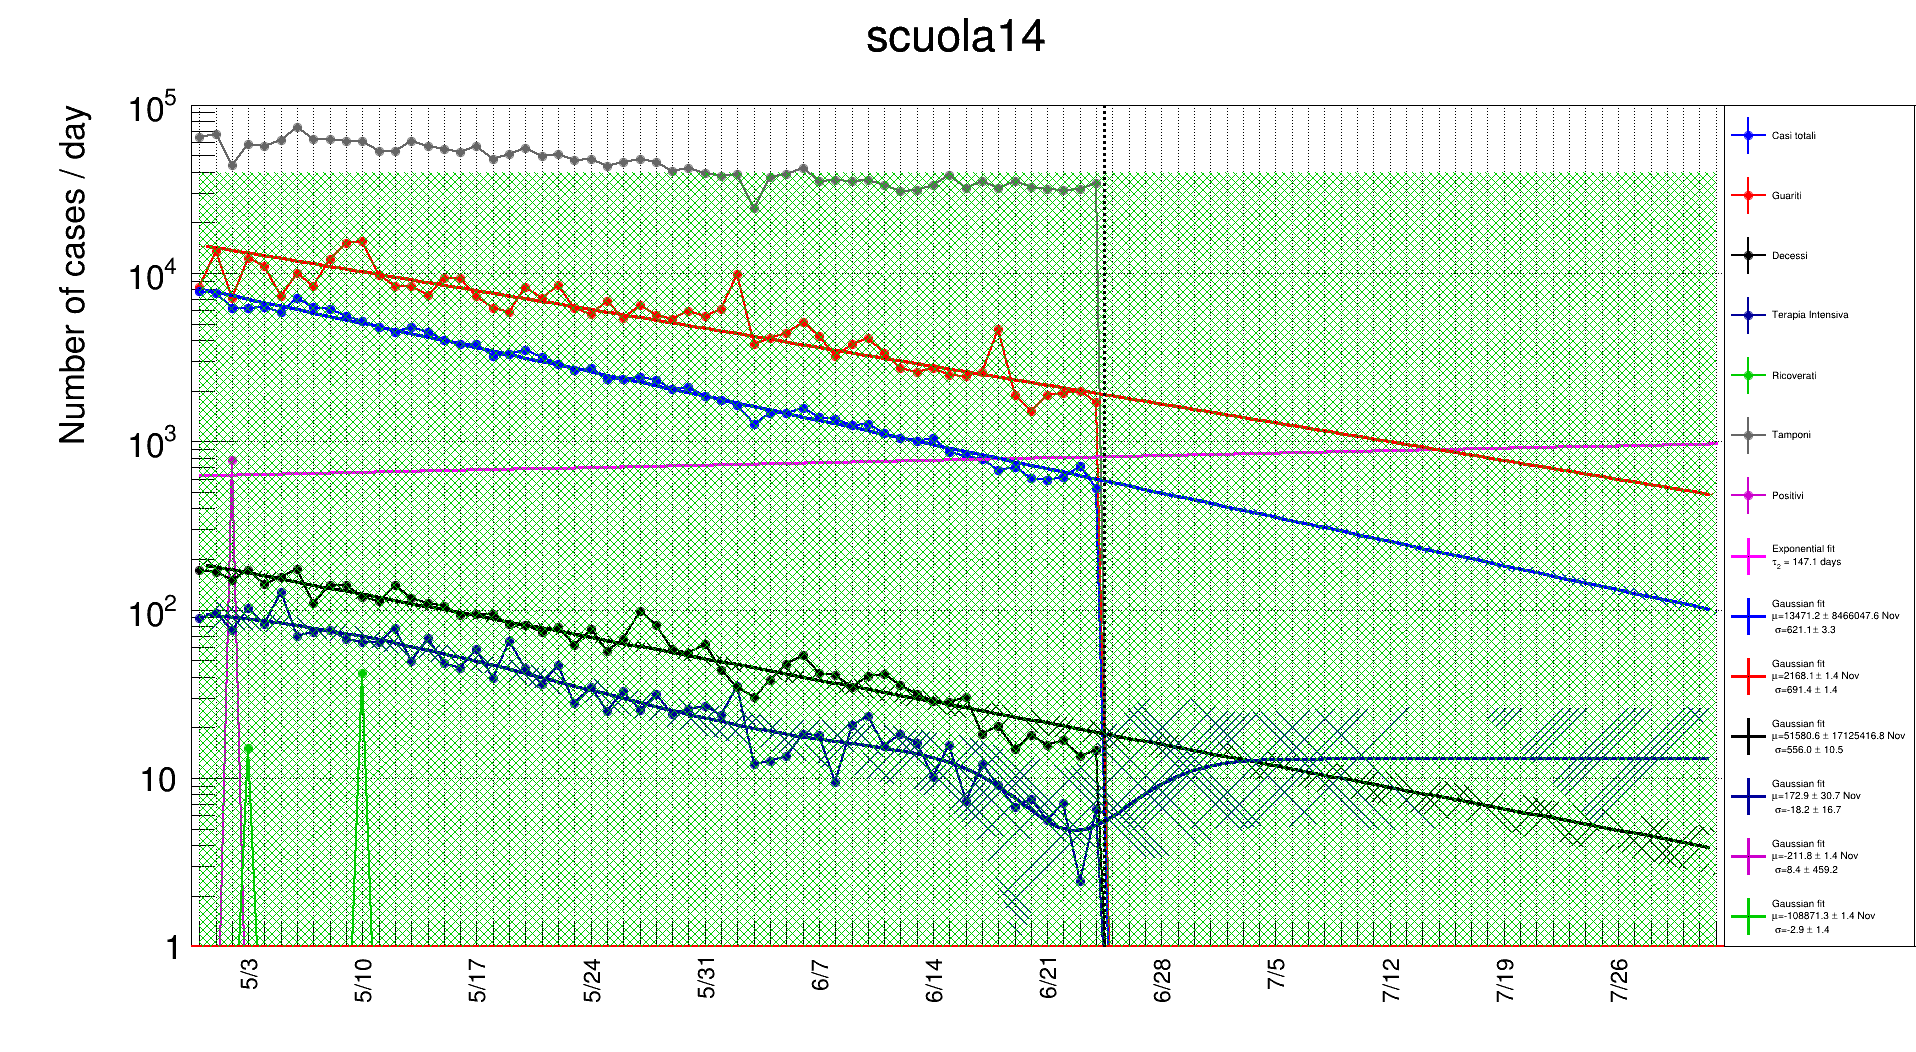 scuola14
Number of cases / day
10^5
10^4
10^3
10^2
10
1
5/3
5/10
5/17
5/24
5/31
6/7
6/14
6/21
6/28
7/5
7/12
7/19
7/26
Casi totali
Guariti
Decessi
Terapia Intensiva
Ricoverati
Tamponi
Positivi
Exponential fit
τ₂ = 147.1 days
Gaussian fit
μ=13471.2 ± 8466047.6 Nov
σ=621.1± 3.3
Gaussian fit
μ=2168.1± 1.4 Nov
σ=691.4 ± 1.4
Gaussian fit
μ=51580.6 ± 17125416.8 Nov
σ=556.0 ± 10.5
Gaussian fit
μ=172.9 ± 30.7 Nov
σ=-18.2 ± 16.7
Gaussian fit
μ=-211.8 ± 1.4 Nov
σ=8.4 ± 459.2
Gaussian fit
μ=-108871.3 ± 1.4 Nov
σ=-2.9 ± 1.4